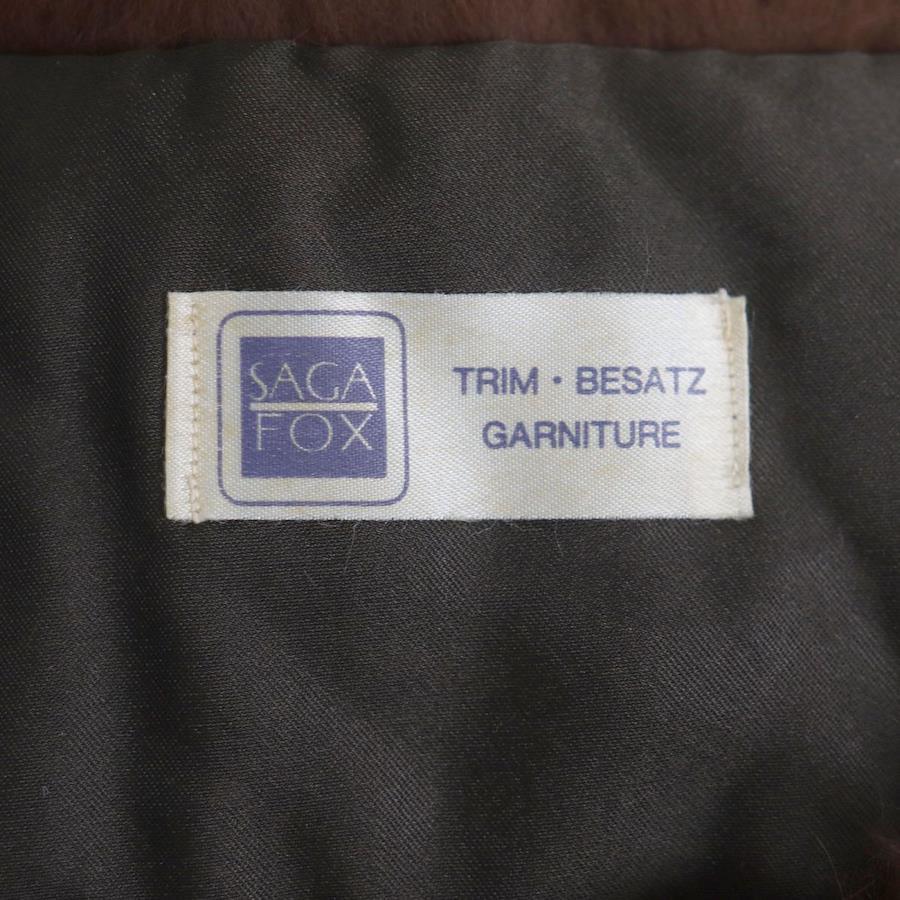 SAGA
FOX
TRIM · BESATZ
GARNITURE